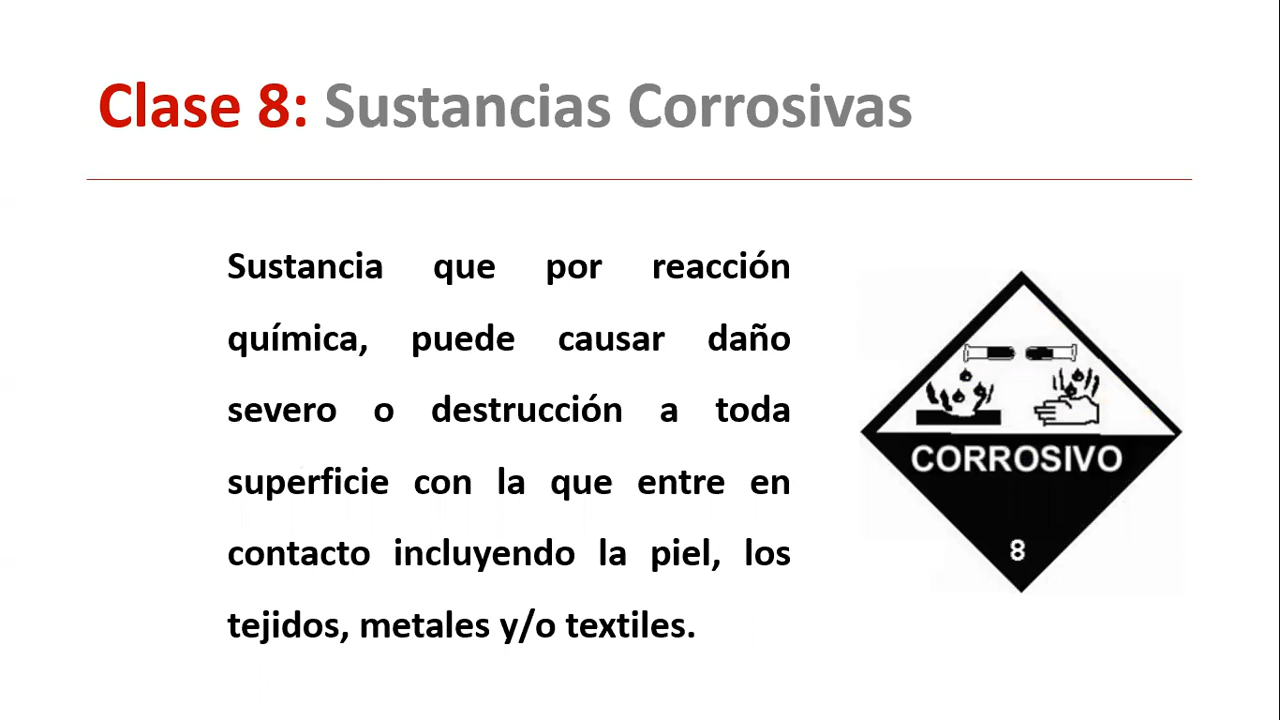 Clase 8: Sustancias Corrosivas
Sustancia que por reacción
química, puede causar daño
severo o destrucción a toda
superficie con la que entre en
contacto incluyendo la piel, los
tejidos, metales y/o textiles.
CORROSIVO
8